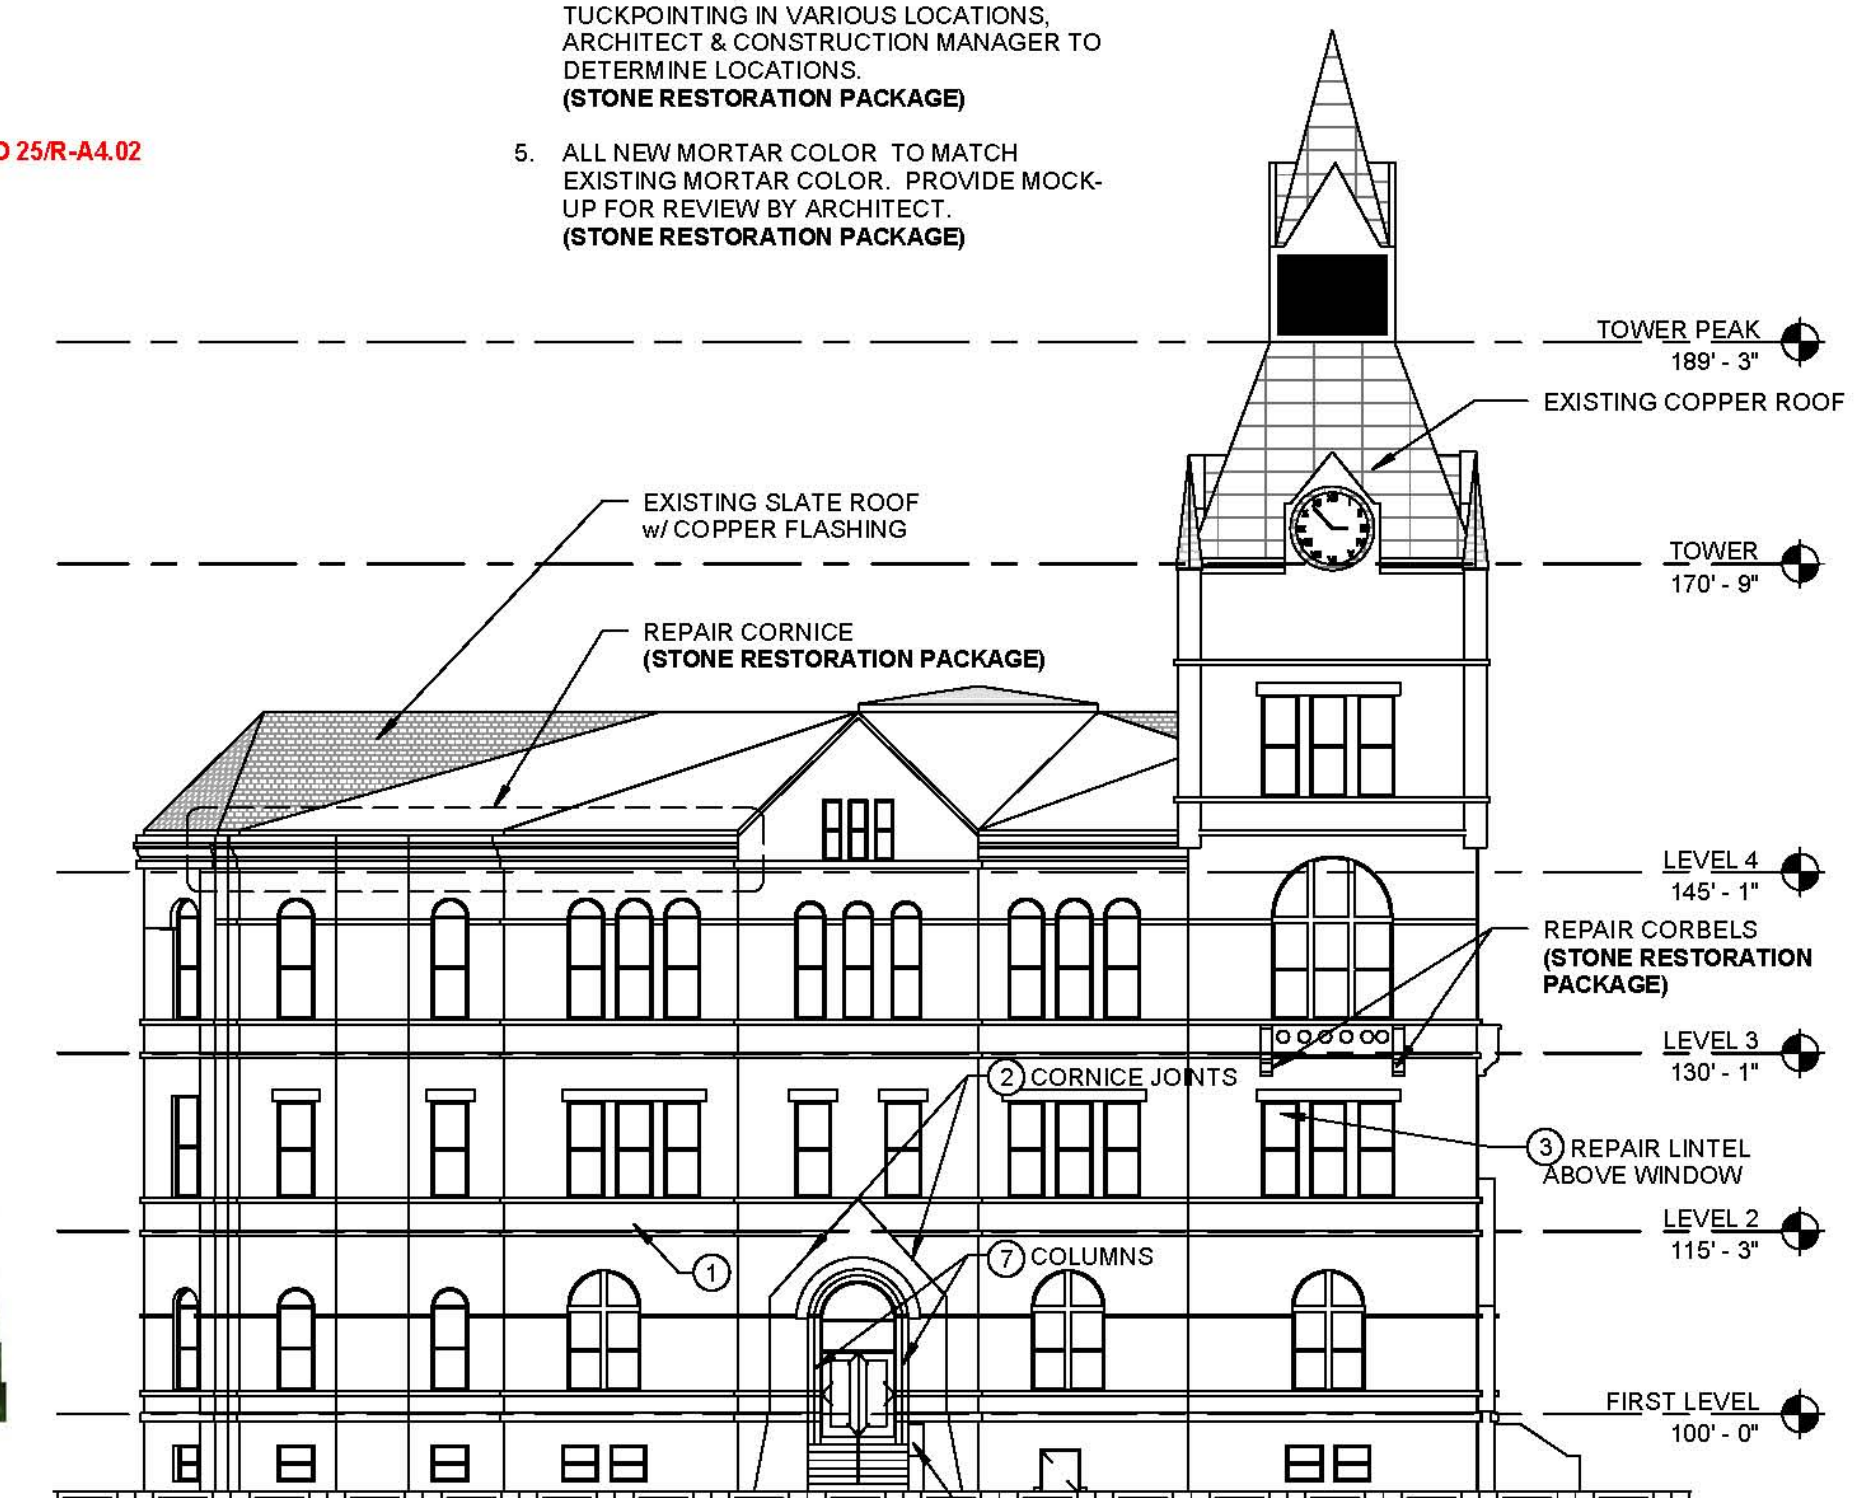 TUCKPOINTING IN VARIOUS LOCATIONS,
ARCHITECT & CONSTRUCTION MANAGER TO
DETERMINE LOCATIONS.
(STONE RESTORATION PACKAGE)
25/R-A4.02
5. ALL NEW MORTAR COLOR TO MATCH
EXISTING MORTAR COLOR. PROVIDE MOCK-
UP FOR REVIEW BY ARCHITECT.
(STONE RESTORATION PACKAGE)
TOWER PEAK
189' - 3"
EXISTING COPPER ROOF
EXISTING SLATE ROOF
w/ COPPER FLASHING
TOWER
170' - 9"
REPAIR CORNICE
(STONE RESTORATION PACKAGE)
LEVEL 4
145' - 1"
REPAIR CORBELS
(STONE RESTORATION
PACKAGE)
LEVEL 3
130' - 1"
2 CORNICE JOINTS
3 REPAIR LINTEL
ABOVE WINDOW
LEVEL 2
115' - 3"
7 COLUMNS
1
FIRST LEVEL
100' - 0"